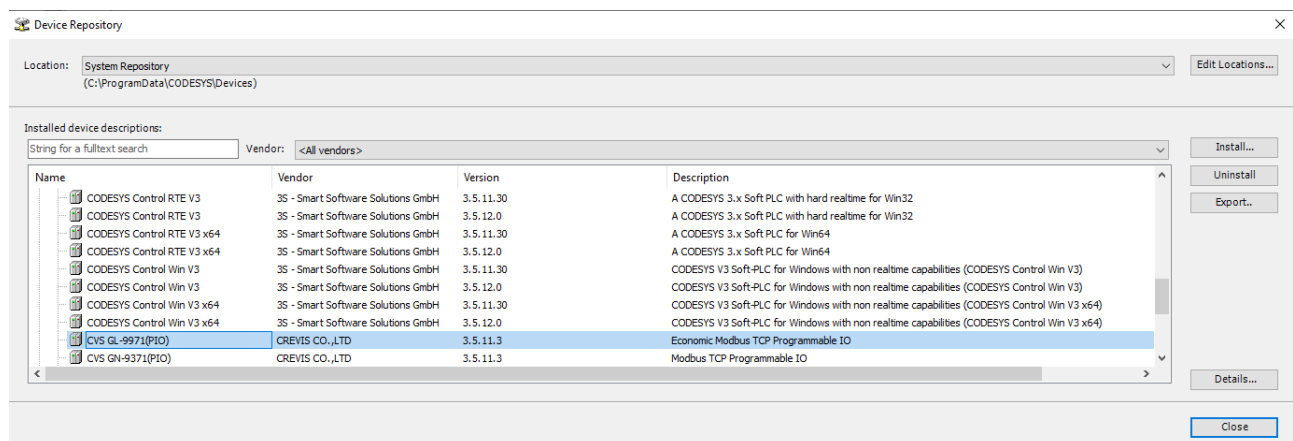 Device Repository
Location: System Repository Edit Locations...
(C:\ProgramData\CODESYS\Devices)
Installed device descriptions:
String for a fulltext search Vendor: <All vendors> Install...
Name Vendor Version Description Uninstall
CODESYS Control RTE V3 3S - Smart Software Solutions GmbH 3.5.11.30 A CODESYS 3.x Soft PLC with hard realtime for Win32 Export..
CODESYS Control RTE V3 3S - Smart Software Solutions GmbH 3.5.12.0 A CODESYS 3.x Soft PLC with hard realtime for Win32
CODESYS Control RTE V3 x64 3S - Smart Software Solutions GmbH 3.5.11.30 A CODESYS 3.x Soft PLC for Win64
CODESYS Control RTE V3 x64 3S - Smart Software Solutions GmbH 3.5.12.0 A CODESYS 3.x Soft PLC for Win64
CODESYS Control Win V3 3S - Smart Software Solutions GmbH 3.5.11.30 CODESYS V3 Soft-PLC for Windows with non realtime capabilities (CODESYS Control Win V3)
CODESYS Control Win V3 3S - Smart Software Solutions GmbH 3.5.12.0 CODESYS V3 Soft-PLC for Windows with non realtime capabilities (CODESYS Control Win V3)
CODESYS Control Win V3 x64 3S - Smart Software Solutions GmbH 3.5.11.30 CODESYS V3 Soft-PLC for Windows with non realtime capabilities (CODESYS Control Win V3 x64)
CODESYS Control Win V3 x64 3S - Smart Software Solutions GmbH 3.5.12.0 CODESYS V3 Soft-PLC for Windows with non realtime capabilities (CODESYS Control Win V3 x64)
CVS GL-9971(PIO) CREVIS CO.,LTD 3.5.11.3 Economic Modbus TCP Programmable IO
CVS GN-9371(PIO) CREVIS CO.,LTD 3.5.11.3 Modbus TCP Programmable IO
Details...
Close